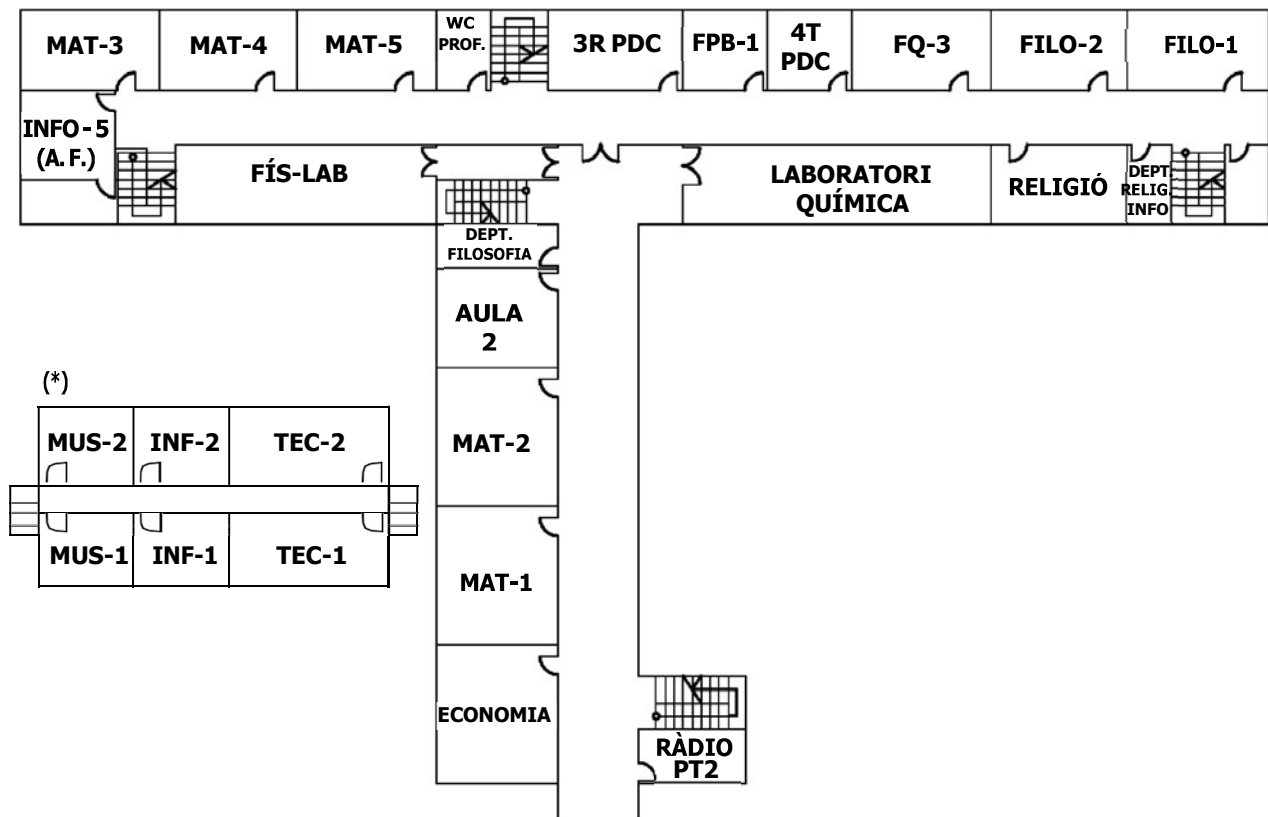 MAT-3
MAT-4
MAT-5
WC
PROF.
3R PDC
FPB-1
4T
PDC
FQ-3
FILO-2
FILO-1
INFO-5
(A. F.)
FÍS-LAB
LABORATORI
QUÍMICA
RELIGIÓ
DEPT.
RELIG.
INFO
DEPT.
FILOSOFIA
AULA
2
(*)
MUS-2
INF-2
TEC-2
MAT-2
MUS-1
INF-1
TEC-1
MAT-1
ECONOMIA
RÀDIO
PT2